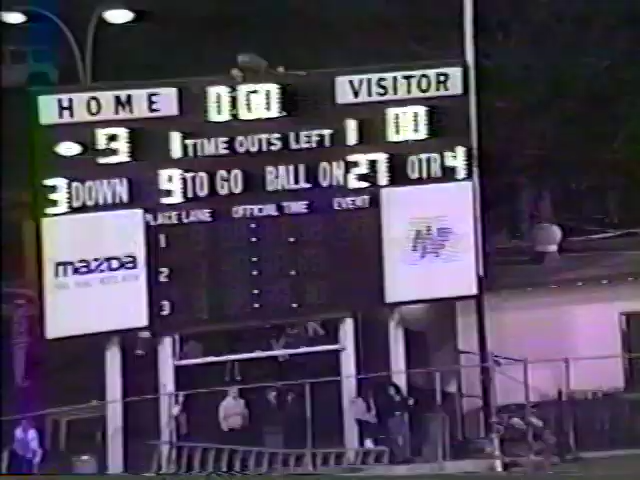 HOME VISITOR
9 1 TIME OUTS LEFT 1
3 DOWN 9 TO GO BALL ON 27 QTR 4
PLACE LANE OFFICIAL TIME EVENT
1
2
3
mazda